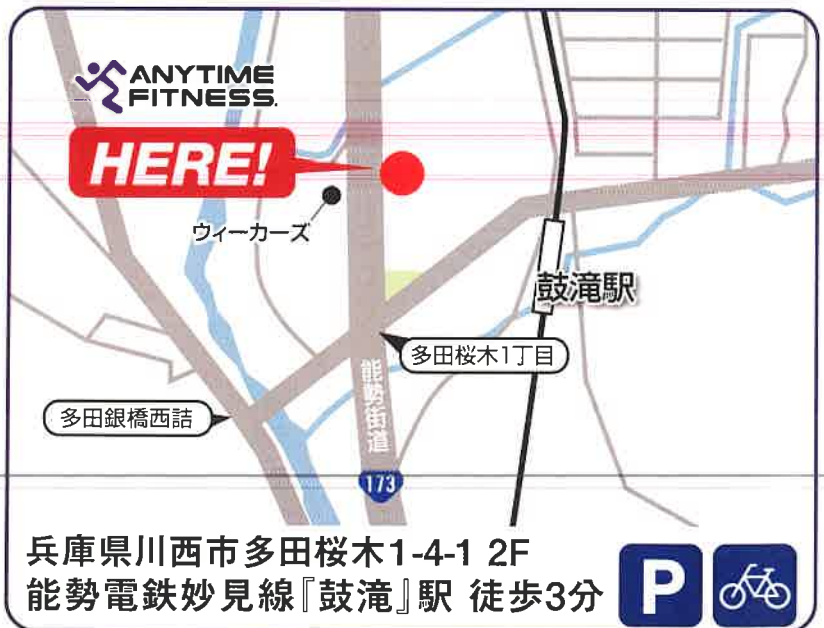 ANYTIME
FITNESS.
HERE!
ウィーカーズ
鼓滝駅
多田桜木1丁目
多田銀橋西詰
能勢街道
173
兵庫県川西市多田桜木1-4-1 2F
能勢電鉄妙見線『鼓滝』駅 徒歩3分
P